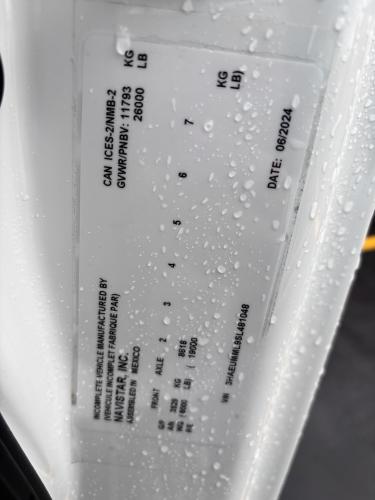 INCOMPLETE VEHICLE MANUFACTURED BY
(VEHICULE INCOMPLET FABRIQUE PAR)
NAVISTAR, INC.
ASSEMBLED IN MEXICO
CAN ICES-2/NMB-2
GVWR/PNBV: 11793 KG
26000 LB
FRONT AXLE 2 3 4 5 6 7
KG 8618 KG
LB) ( 19000 LB)
DATE: 06/2024
VIN